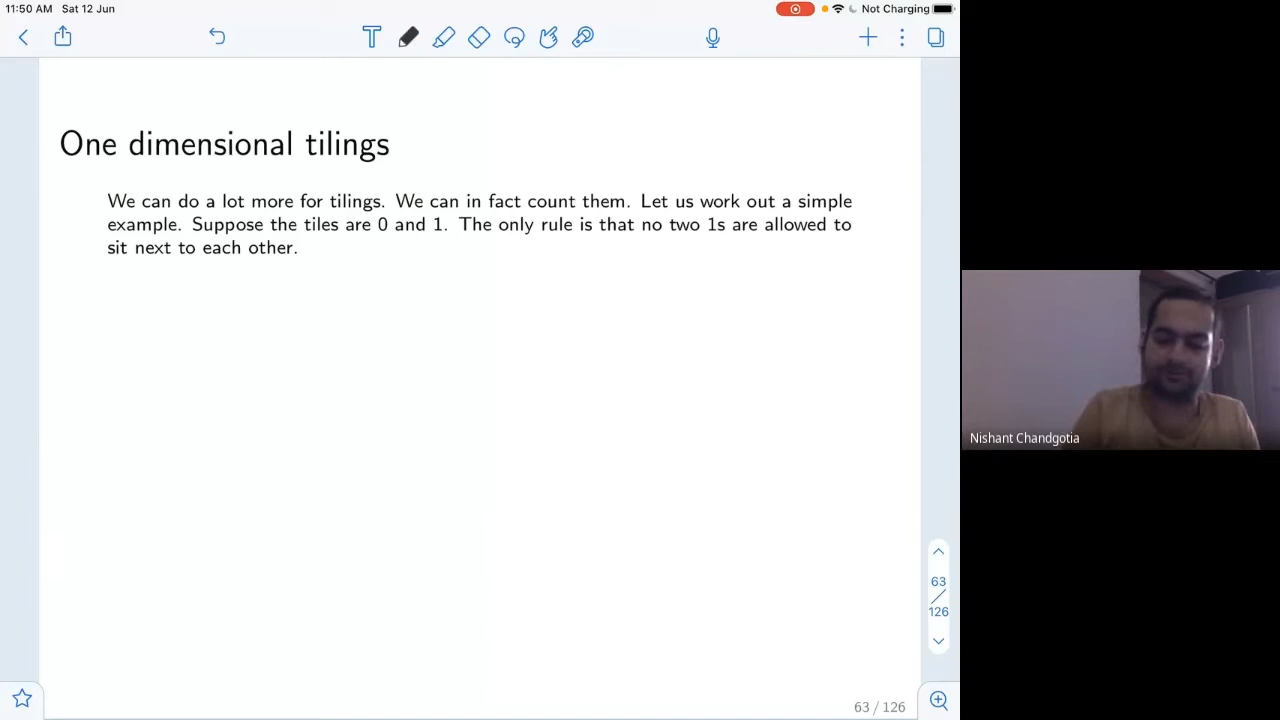 11:50 AM Sat 12 Jun
Not Charging
One dimensional tilings
We can do a lot more for tilings. We can in fact count them. Let us work out a simple
example. Suppose the tiles are 0 and 1. The only rule is that no two 1s are allowed to
sit next to each other.
Nishant Chandgotia
63
126
63 / 126